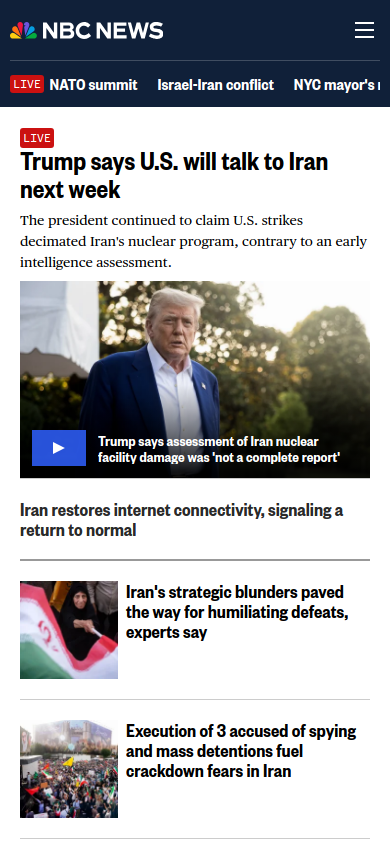 NBC NEWS
LIVE NATO summit Israel-Iran conflict NYC mayor's
LIVE
Trump says U.S. will talk to Iran
next week
The president continued to claim U.S. strikes
decimated Iran's nuclear program, contrary to an early
intelligence assessment.
Trump says assessment of Iran nuclear
facility damage was 'not a complete report'
Iran restores internet connectivity, signaling a
return to normal
Iran's strategic blunders paved
the way for humiliating defeats,
experts say
Execution of 3 accused of spying
and mass detentions fuel
crackdown fears in Iran